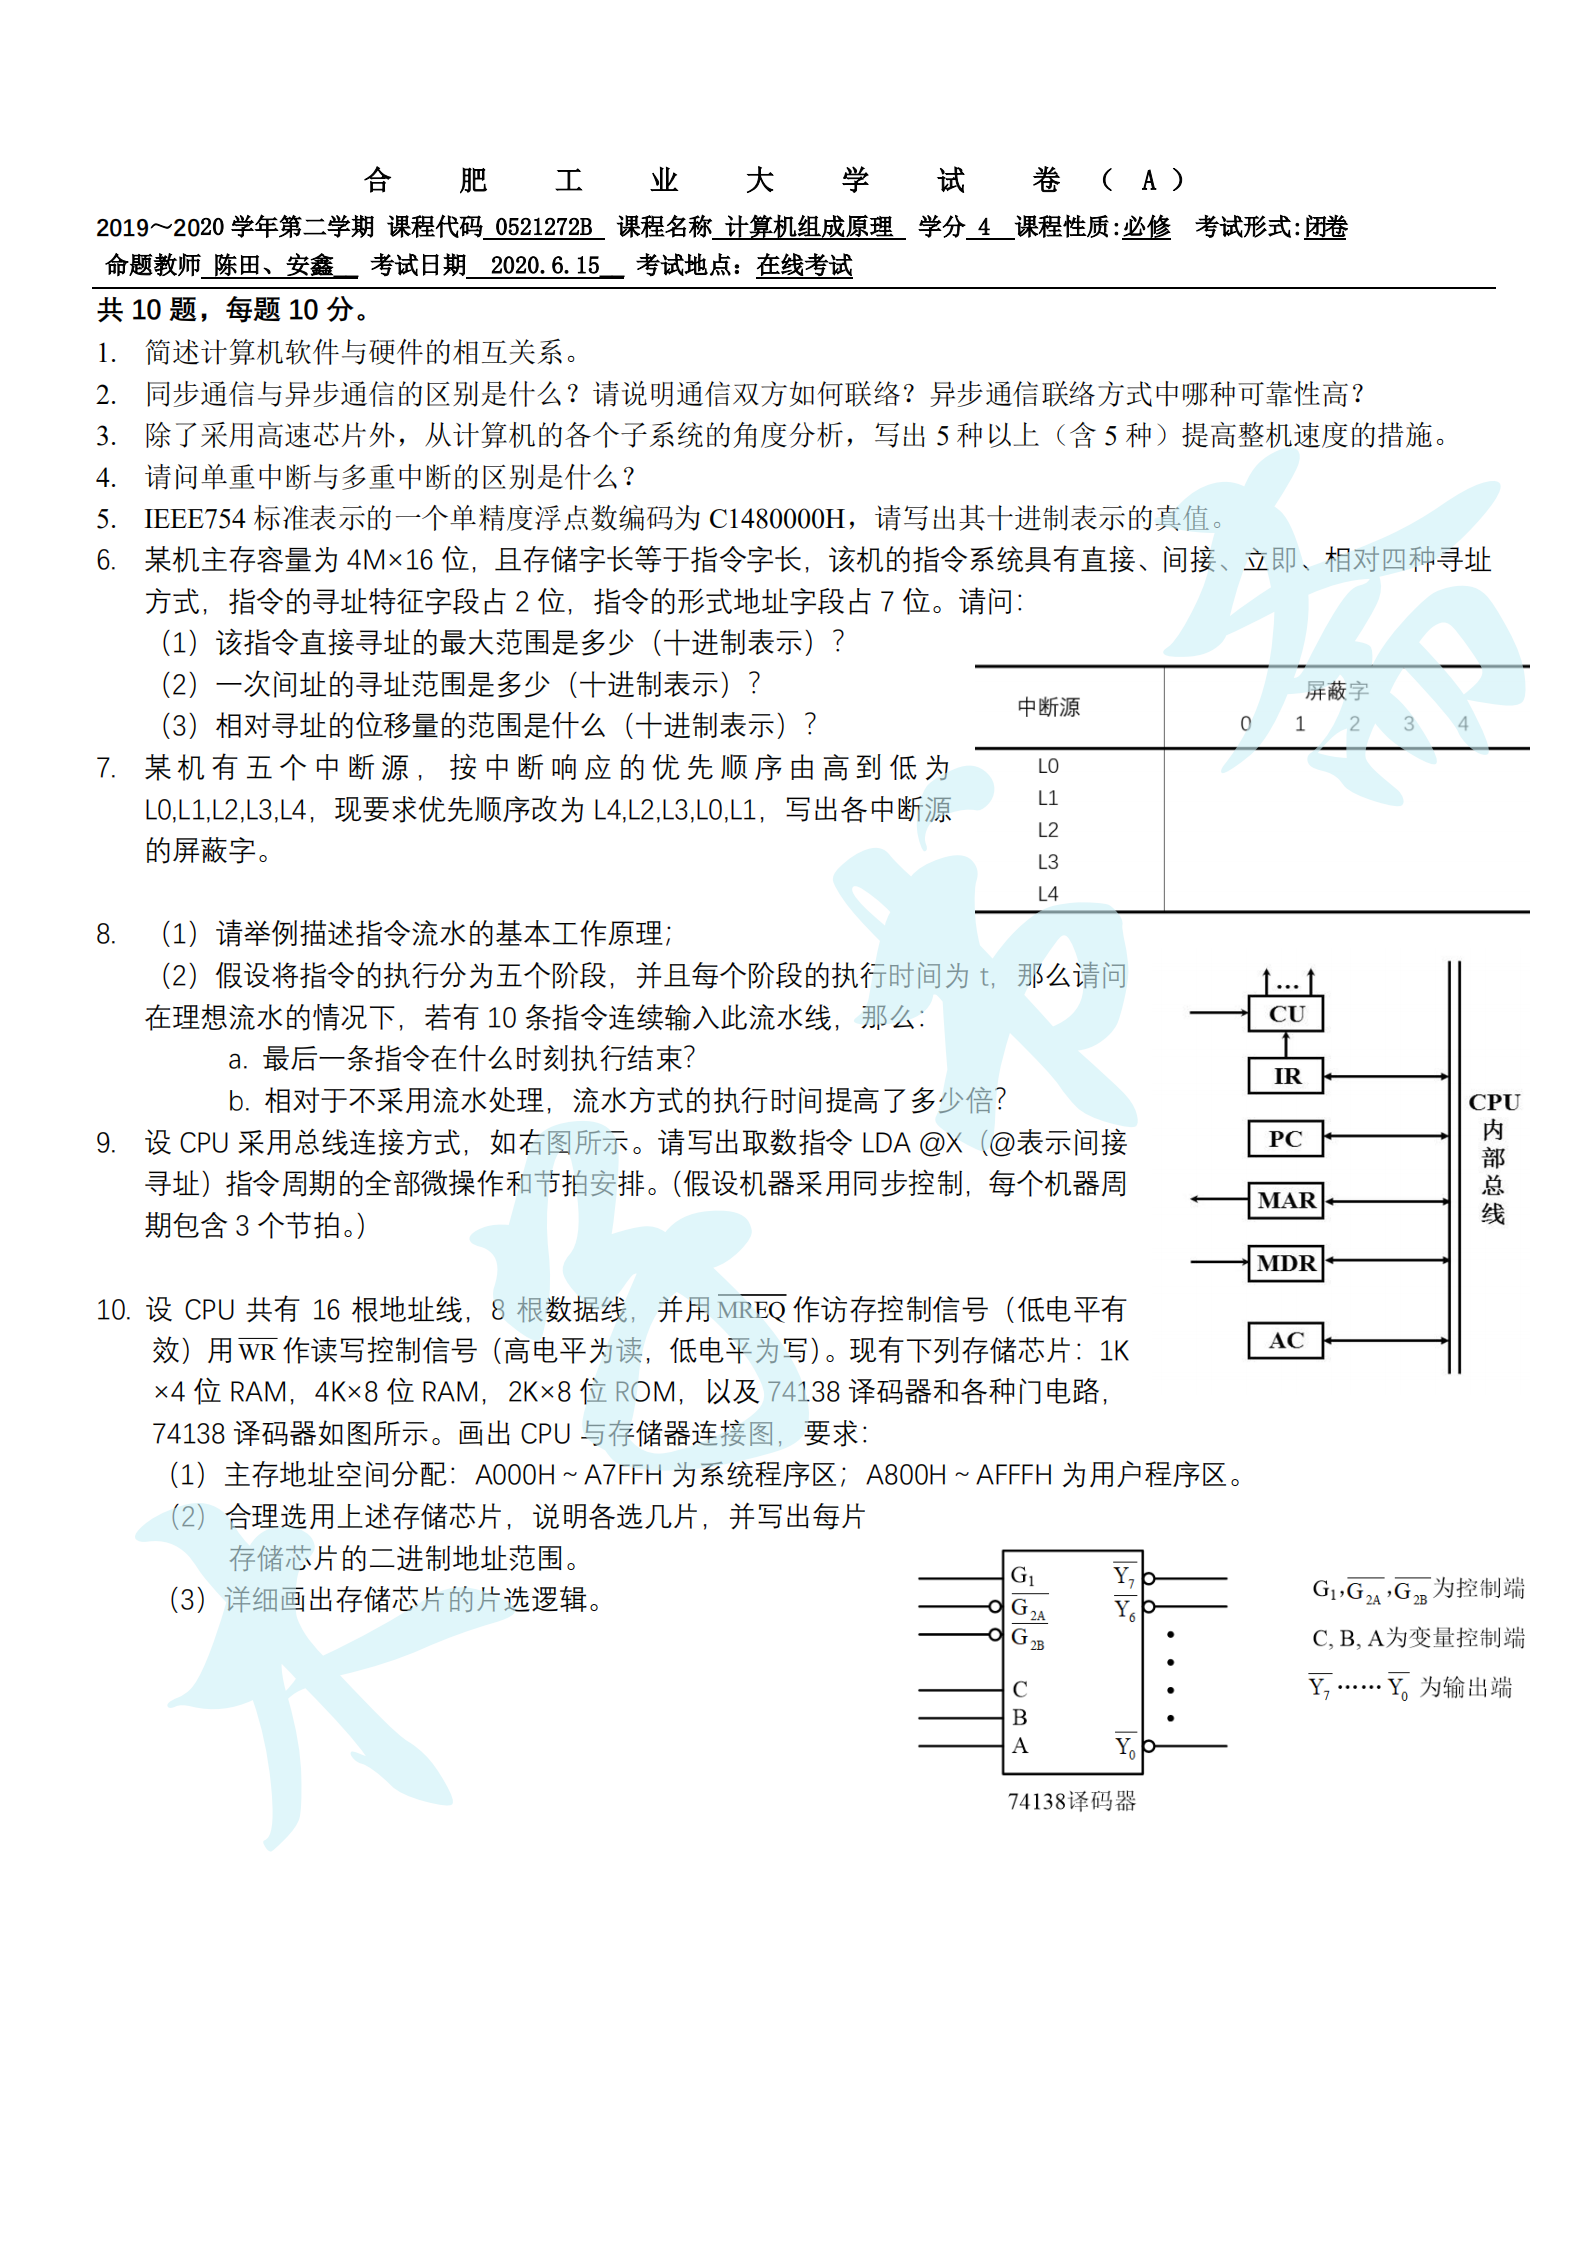 合肥工业大学试卷（A）
2019～2020 学年第二学期 课程代码 0521272B 课程名称 计算机组成原理 学分 4 课程性质:必修 考试形式:闭卷
命题教师 陈田、安鑫 考试日期 2020.6.15 考试地点：在线考试
共 10 题，每题 10 分。
1. 简述计算机软件与硬件的相互关系。
2. 同步通信与异步通信的区别是什么？请说明通信双方如何联络？异步通信联络方式中哪种可靠性高？
3. 除了采用高速芯片外，从计算机的各个子系统的角度分析，写出 5 种以上（含 5 种）提高整机速度的措施。
4. 请问单重中断与多重中断的区别是什么？
5. IEEE754 标准表示的一个单精度浮点数编码为 C1480000H，请写出其十进制表示的真值。
6. 某机主存容量为 4M×16 位，且存储字长等于指令字长，该机的指令系统具有直接、间接、立即、相对四种寻址
方式，指令的寻址特征字段占 2 位，指令的形式地址字段占 7 位。请问：
（1）该指令直接寻址的最大范围是多少（十进制表示）？
（2）一次间址的寻址范围是多少（十进制表示）？
（3）相对寻址的位移量的范围是什么（十进制表示）？
7. 某机有五个中断源，按中断响应的优先顺序由高到低为
L0,L1,L2,L3,L4，现要求优先顺序改为 L4,L2,L3,L0,L1，写出各中断源
的屏蔽字。
中断源 屏蔽字
0 1 2 3 4
L0
L1
L2
L3
L4
8. （1）请举例描述指令流水的基本工作原理；
（2）假设将指令的执行分为五个阶段，并且每个阶段的执行时间为 t，那么请问
在理想流水的情况下，若有 10 条指令连续输入此流水线，那么：
a. 最后一条指令在什么时刻执行结束？
b. 相对于不采用流水处理，流水方式的执行时间提高了多少倍？
9. 设 CPU 采用总线连接方式，如右图所示。请写出取数指令 LDA @X（@表示间接
寻址）指令周期的全部微操作和节拍安排。（假设机器采用同步控制，每个机器周
期包含 3 个节拍。）
…
CU
IR
PC
MAR
MDR
AC
CPU
内
部
总
线
10. 设 CPU 共有 16 根地址线，8 根数据线，并用 M̅R̅E̅Q̅ 作访存控制信号（低电平有
效）用 W̅R̅ 作读写控制信号（高电平为读，低电平为写）。现有下列存储芯片：1K
×4 位 RAM，4K×8 位 RAM，2K×8 位 ROM，以及 74138 译码器和各种门电路，
74138 译码器如图所示。画出 CPU 与存储器连接图，要求：
（1）主存地址空间分配：A000H ~ A7FFH 为系统程序区；A800H ~ AFFFH 为用户程序区。
（2）合理选用上述存储芯片，说明各选几片，并写出每片
存储芯片的二进制地址范围。
（3）详细画出存储芯片的片选逻辑。
G1 Y̅7
G̅2A Y̅6
G̅2B
C
B
A Y̅0
74138译码器
G1,G̅2A,G̅2B为控制端
C, B, A为变量控制端
Y̅7……Y̅0 为输出端